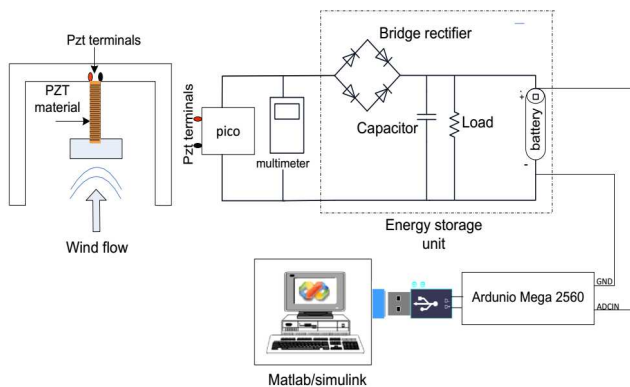 Pzt terminals
PZT
material
Wind flow
Pzt terminals
pico
multimeter
Bridge rectifier
Capacitor
Load
+
battery
-
Energy storage
unit
GND
Ardunio Mega 2560
ADCIN
Matlab/simulink